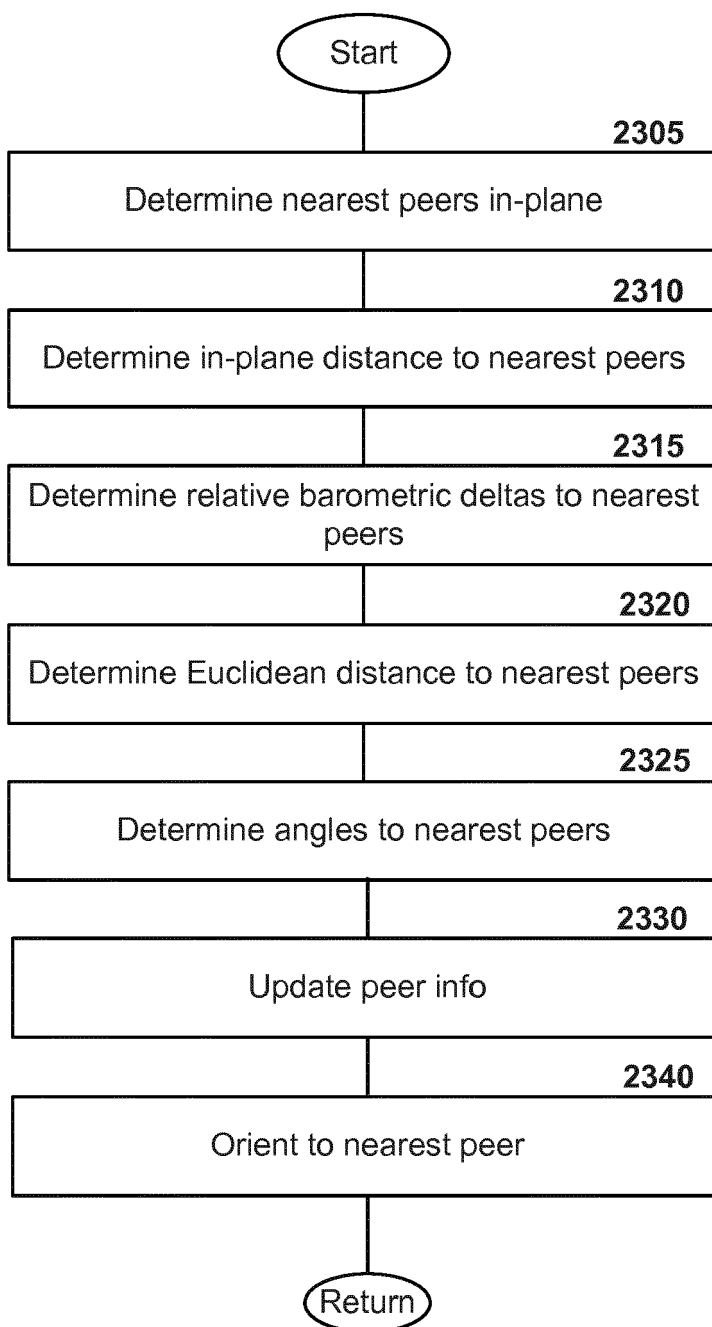 Start
2305
Determine nearest peers in-plane
2310
Determine in-plane distance to nearest peers
2315
Determine relative barometric deltas to nearest
peers
2320
Determine Euclidean distance to nearest peers
2325
Determine angles to nearest peers
2330
Update peer info
2340
Orient to nearest peer
Return